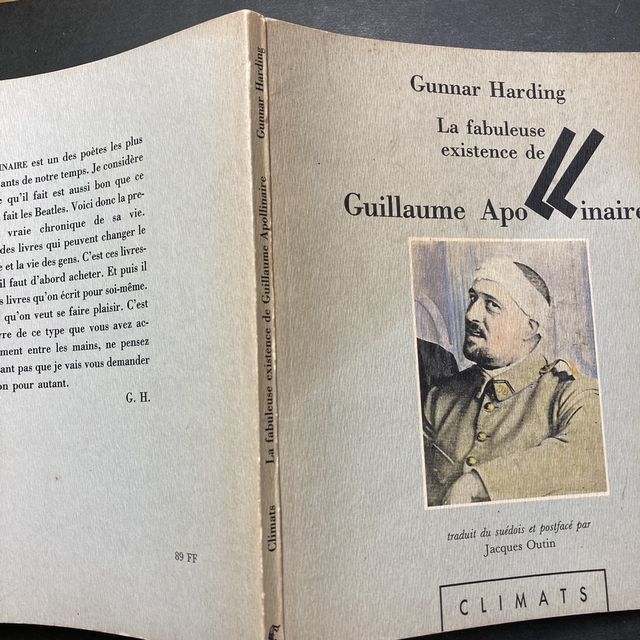 INAIRE est un des poètes les plus
ants de notre temps. Je considère
qu'il fait est aussi bon que ce
fait les Beatles. Voici donc la pre-
vraie chronique de sa vie.
des livres qui peuvent changer le
e et la vie des gens. C'est ces livres-
il faut d'abord acheter. Et puis il
s livres qu'on écrit pour soi-même.
qu'on veut se faire plaisir. C'est
vre de ce type que vous avez ac-
ment entre les mains, ne pensez
ant pas que je vais vous demander
on pour autant.
G. H.
89 FF
Gunnar Harding
La fabuleuse existence de Guillaume Apollinaire
Climats
Gunnar Harding
La fabuleuse
existence de
Guillaume Apollinaire
traduit du suédois et postfacé par
Jacques Outin
CLIMATS